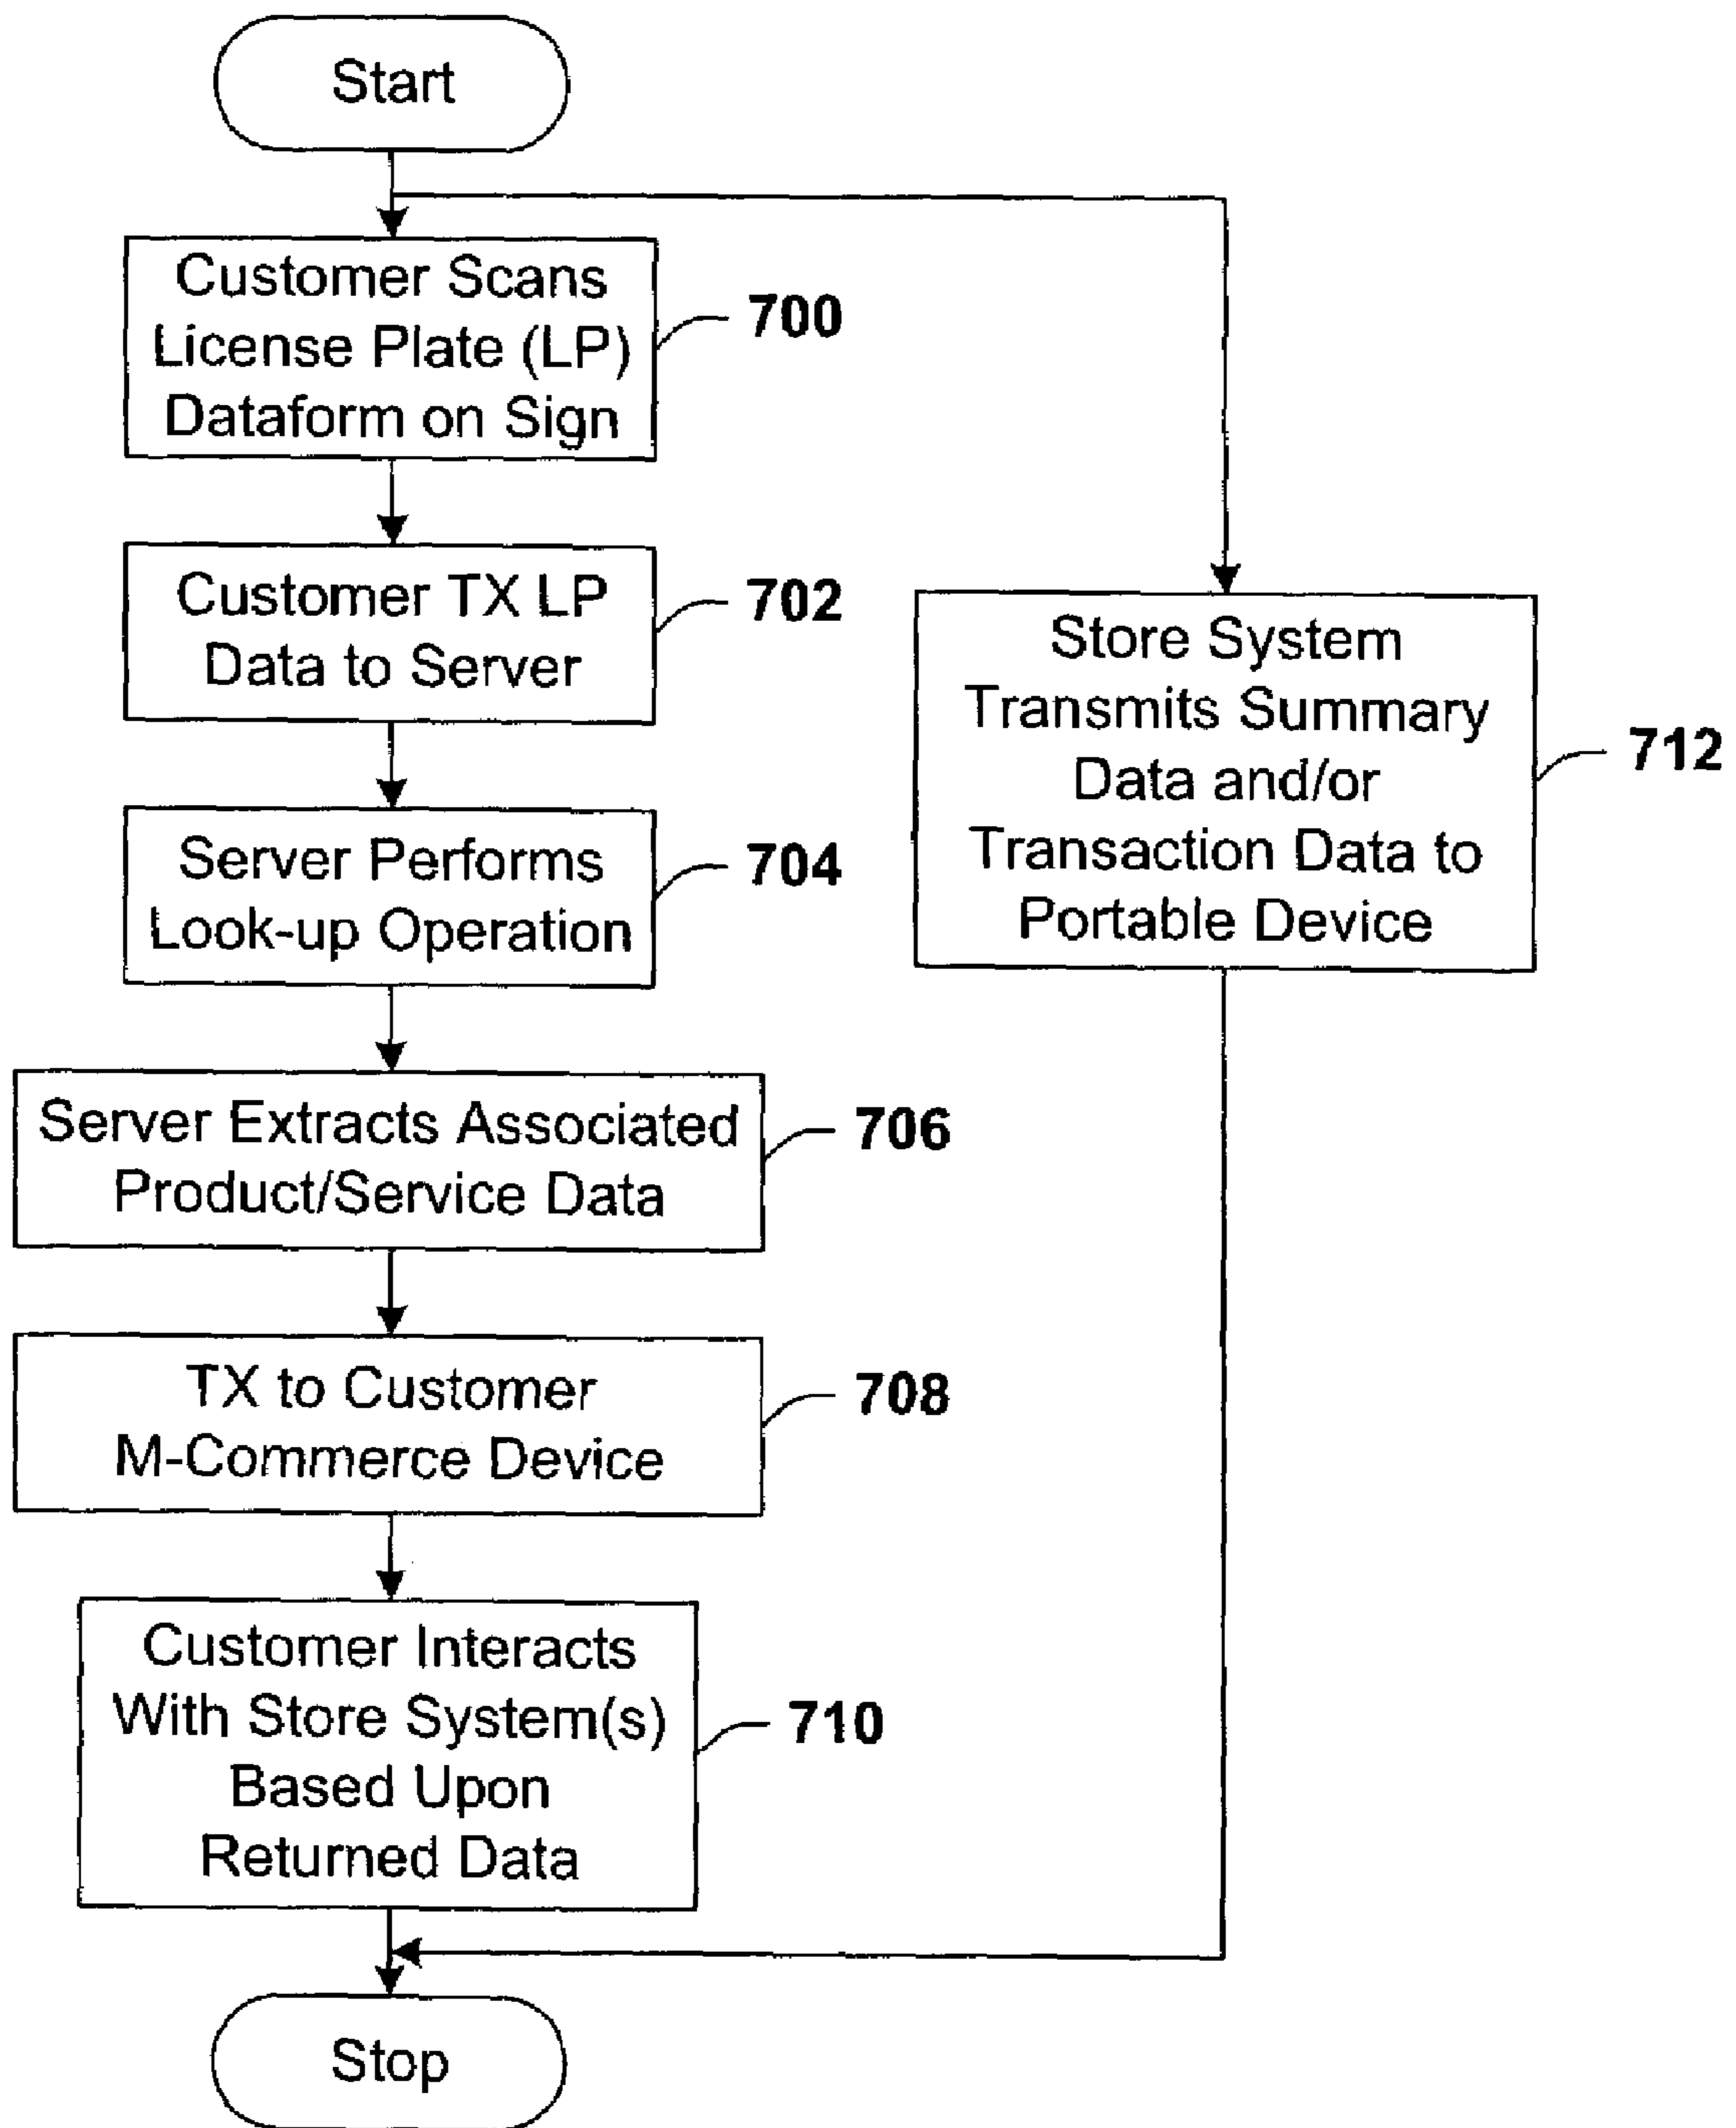 Start
Customer Scans
License Plate (LP)
Dataform on Sign
700
Customer TX LP
Data to Server
702
Server Performs
Look-up Operation
704
Store System
Transmits Summary
Data and/or
Transaction Data to
Portable Device
712
Server Extracts Associated
Product/Service Data
706
TX to Customer
M-Commerce Device
708
Customer Interacts
With Store System(s)
Based Upon
Returned Data
710
Stop